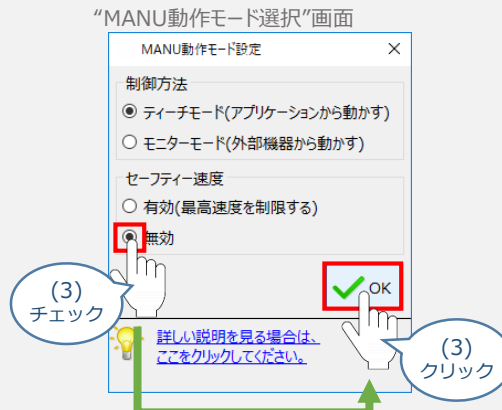 “MANU動作モード選択”画面
MANU動作モード設定
制御方法
ティーチモード(アプリケーションから動かす)
モニターモード(外部機器から動かす)
セーフティー速度
有効(最高速度を制限する)
無効
OK
(3)
チェック
詳しい説明を見る場合は、
ここをクリックしてください。
(3)
クリック